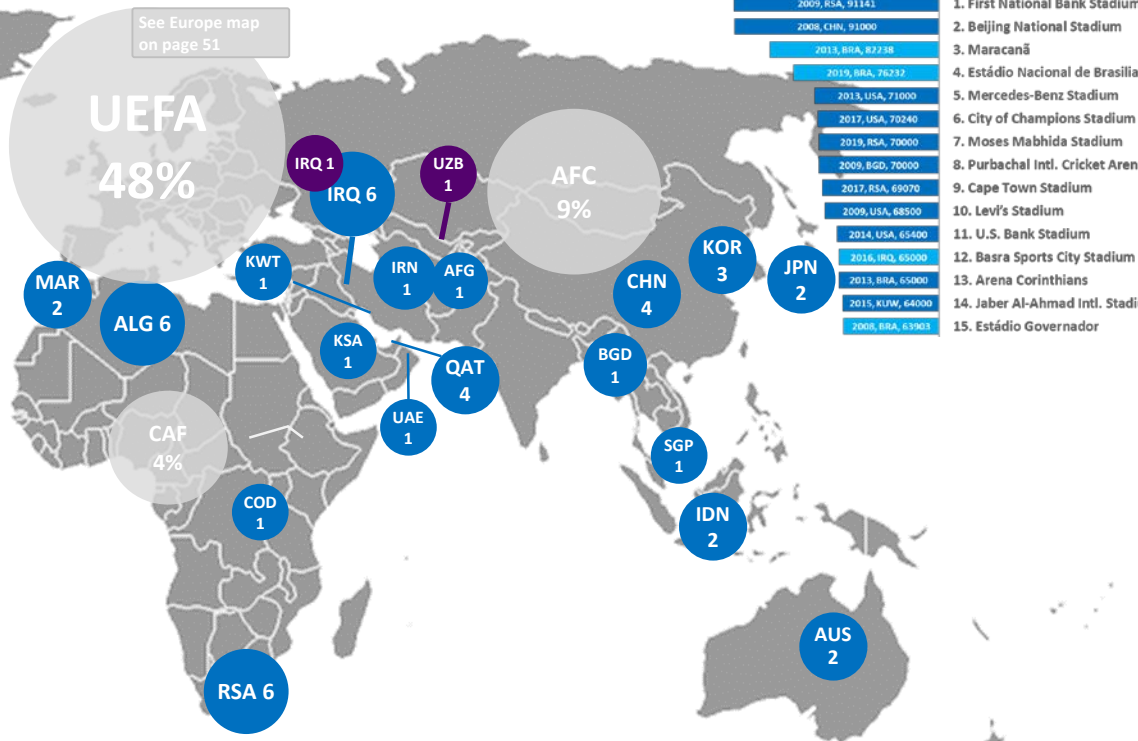 See Europe map
on page 51
UEFA
48%
IRQ 1
IRQ 6
UZB
1
AFC
9%
KWT
1
IRN
1
AFG
1
MAR
2
ALG 6
KSA
1
QAT
4
UAE
1
CHN
4
KOR
3
JPN
2
BGD
1
CAF
4%
SGP
1
COD
1
IDN
2
AUS
2
RSA 6
2009, RSA, 91141 1. First National Bank Stadium
2008, CHN, 91000 2. Beijing National Stadium
2013, BRA, 82238 3. Maracanã
2019, BRA, 76232 4. Estádio Nacional de Brasilia
2013, USA, 71000 5. Mercedes-Benz Stadium
2017, USA, 70240 6. City of Champions Stadium
2019, RSA, 70000 7. Moses Mabhida Stadium
2009, BGD, 70000 8. Purbachal Intl. Cricket Aren
2017, RSA, 69070 9. Cape Town Stadium
2009, USA, 68500 10. Levi's Stadium
2014, USA, 65400 11. U.S. Bank Stadium
2016, IRQ, 65000 12. Basra Sports City Stadium
2013, BRA, 65000 13. Arena Corinthians
2015, KUW, 64000 14. Jaber Al-Ahmad Intl. Stadiu
2008, BRA, 63903 15. Estádio Governador